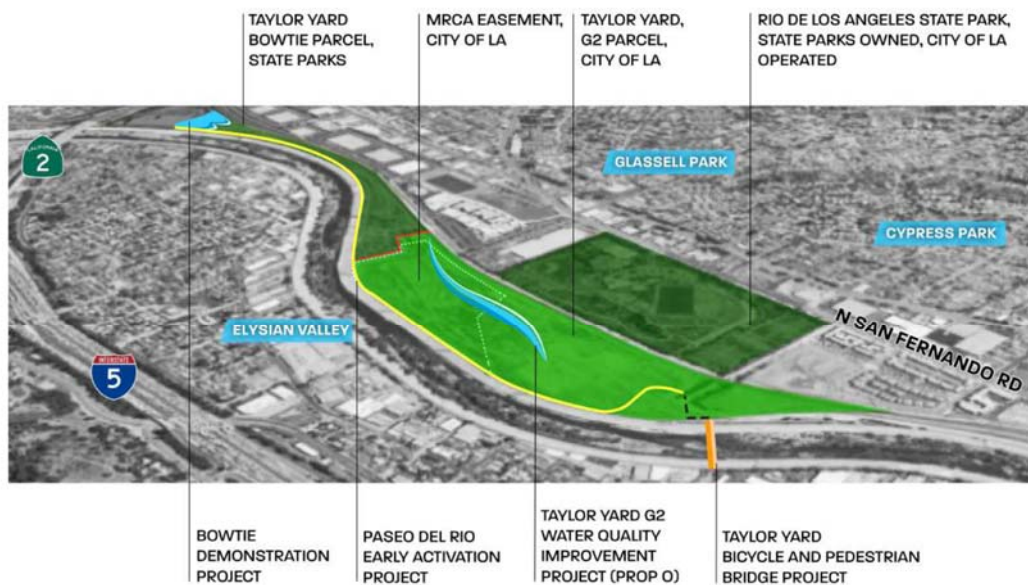 TAYLOR YARD
BOWTIE PARCEL,
STATE PARKS
MRCA EASEMENT,
CITY OF LA
TAYLOR YARD,
G2 PARCEL,
CITY OF LA
RIO DE LOS ANGELES STATE PARK,
STATE PARKS OWNED, CITY OF LA
OPERATED
CALIFORNIA
2
GLASSELL PARK
CYPRESS PARK
ELYSIAN VALLEY
N SAN FERNANDO RD
INTERSTATE
5
BOWTIE
DEMONSTRATION
PROJECT
PASEO DEL RIO
EARLY ACTIVATION
PROJECT
TAYLOR YARD G2
WATER QUALITY
IMPROVEMENT
PROJECT (PROP O)
TAYLOR YARD
BICYCLE AND PEDESTRIAN
BRIDGE PROJECT